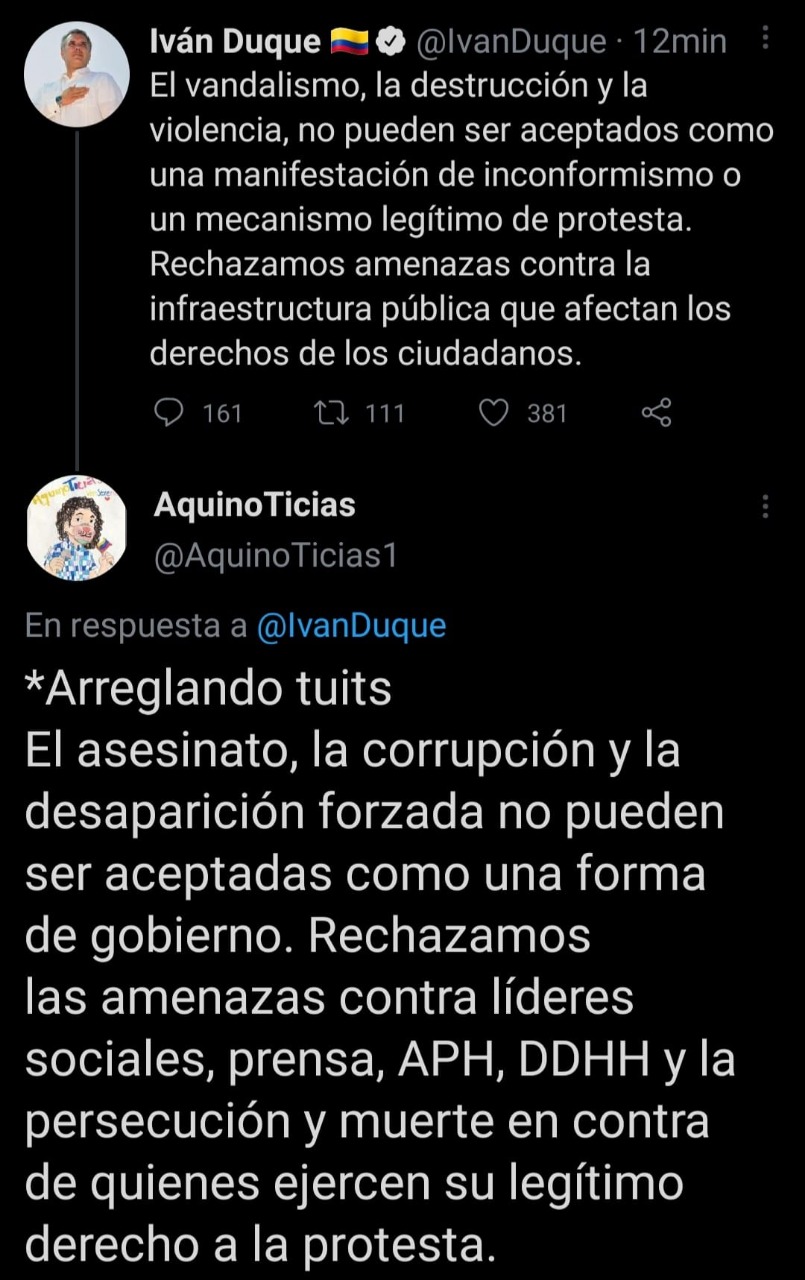 Iván Duque 🇨🇴 @IvanDuque · 12min
El vandalismo, la destrucción y la
violencia, no pueden ser aceptados como
una manifestación de inconformismo o
un mecanismo legítimo de protesta.
Rechazamos amenazas contra la
infraestructura pública que afectan los
derechos de los ciudadanos.
161 111 381
AquinoTicias
@AquinoTicias1
En respuesta a @IvanDuque
*Arreglando tuits
El asesinato, la corrupción y la
desaparición forzada no pueden
ser aceptadas como una forma
de gobierno. Rechazamos
las amenazas contra líderes
sociales, prensa, APH, DDHH y la
persecución y muerte en contra
de quienes ejercen su legítimo
derecho a la protesta.